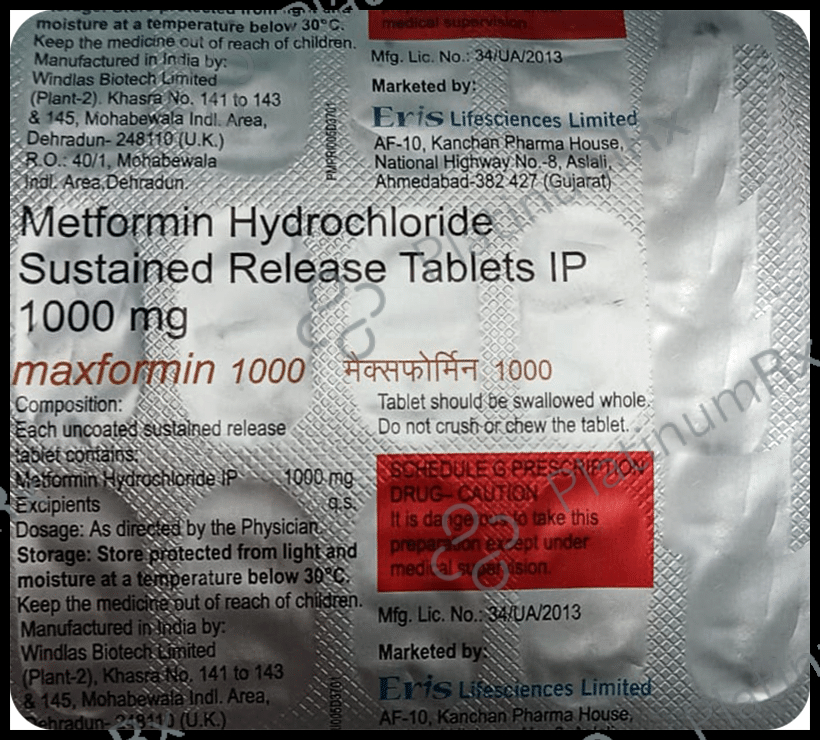 moisture at a temperature below 30°C.
Keep the medicine out of reach of children.
Manufactured in India by:
Windlas Biotech Limited
(Plant-2). Khasra No. 141 to 143
& 145, Mohabewala Indl. Area,
Dehradun- 248110 (U.K.)
R.O.: 40/1, Mohabewala
Indl. Area,Dehradun.
medical supervision.
Mfg. Lic. No.: 34/UA/2013
Marketed by:
Eris Lifesciences Limited
AF-10, Kanchan Pharma House,
National Highway No.-8, Aslali,
Ahmedabad-382 427 (Gujarat)
Metformin Hydrochloride
Sustained Release Tablets IP
1000 mg
maxformin 1000 मैक्सफोर्मिन 1000
Composition:
Each uncoated sustained release
tablet contains:
Metformin Hydrochloride IP 1000 mg
Excipients q.s.
Dosage: As directed by the Physician.
Storage: Store protected from light and
moisture at a temperature below 30°C.
Keep the medicine out of reach of children.
Manufactured in India by:
Windlas Biotech Limited
(Plant-2), Khasra No. 141 to 143
& 145, Mohabewala Indl. Area,
Dehradun- 248110 (U.K.)
Tablet should be swallowed whole.
Do not crush or chew the tablet.
SCHEDULE G PRESCRIPTION
DRUG- CAUTION
It is dangerous to take this
preparation except under
medical supervision.
Mfg. Lic. No.: 34/UA/2013
Marketed by:
Eris Lifesciences Limited
AF-10, Kanchan Pharma House,
PlatinumRx
PlatinumRx